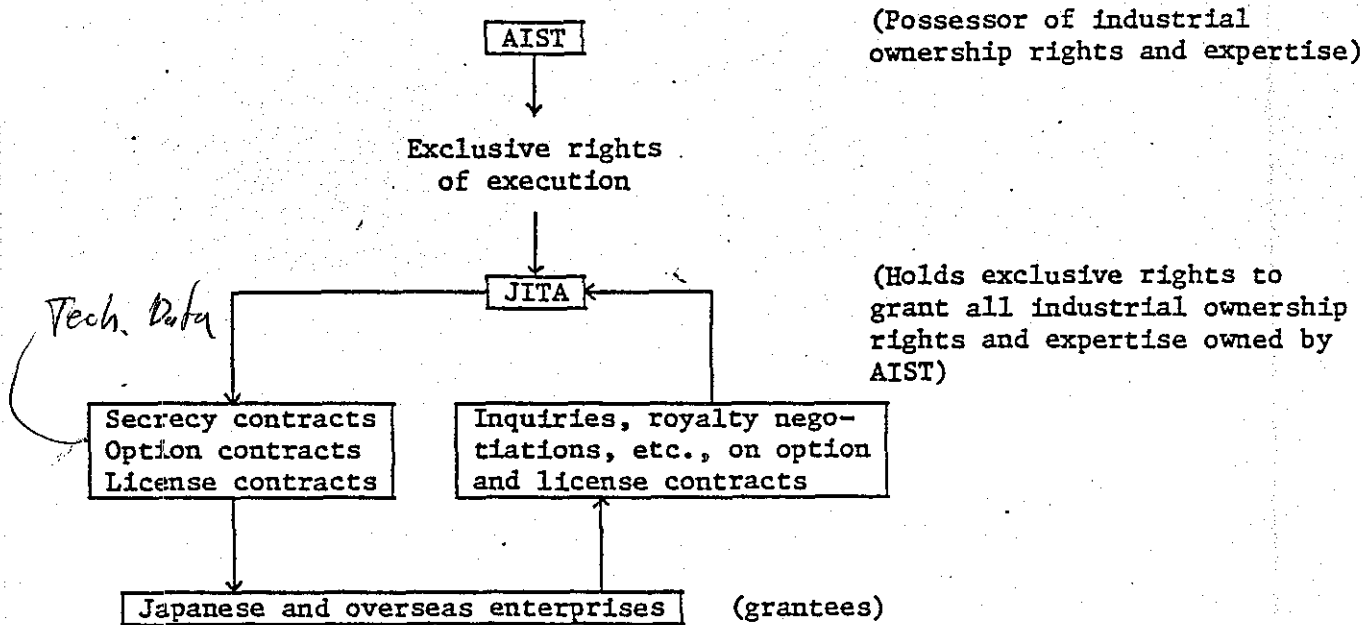 AIST
(Possessor of industrial
ownership rights and expertise)
Exclusive rights
of execution
JITA
(Holds exclusive rights to
grant all industrial ownership
rights and expertise owned by
AIST)
Tech. Data
Secrecy contracts
Option contracts
License contracts
Inquiries, royalty nego-
tiations, etc., on option
and license contracts
Japanese and overseas enterprises
(grantees)